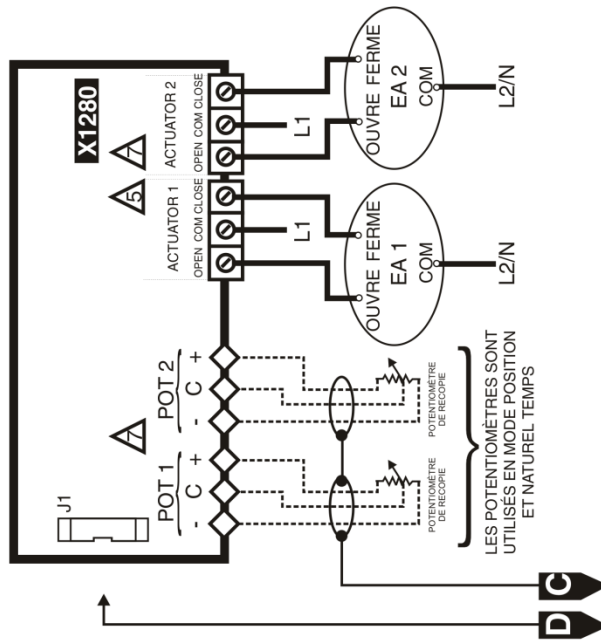 J1
X1280
5
7
7
ACTUATOR 1
ACTUATOR 2
OPEN COM CLOSE
OPEN COM CLOSE
POT 1
POT 2
- C +
- C +
L1
L1
OUVRE FERME
EA 1
COM
L2/N
OUVRE FERME
EA 2
COM
L2/N
POTENTIOMÈTRE
DE RECOPIE
POTENTIOMÈTRE
DE RECOPIE
LES POTENTIOMÈTRES SONT
UTILISÉS EN MODE POSITION
ET NATUREL TEMPS
D
C